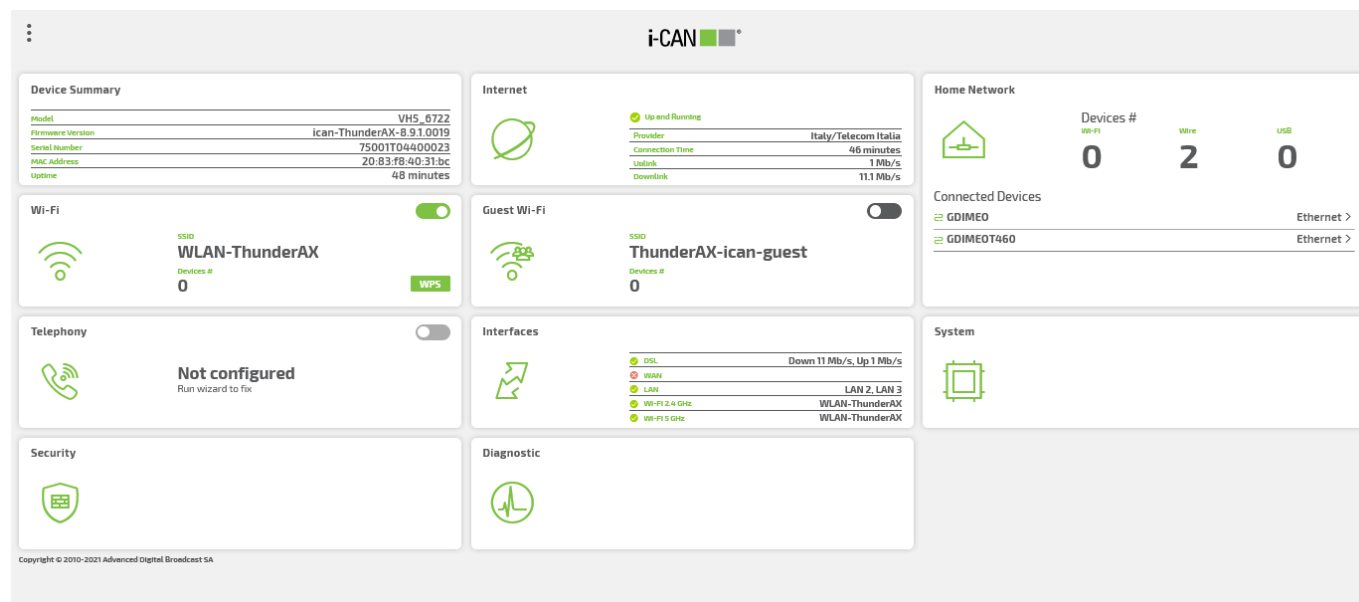 i-CAN
Device Summary
Model VH5_6722
Firmware Version ican-ThunderAX-8.9.1.0019
Serial Number 75001T04400023
MAC Address 20:83:f8:40:31:bc
Uptime 48 minutes
Internet
Up and Running
Provider Italy/Telecom Italia
Connection Time 46 minutes
Uplink 1 Mb/s
Downlink 11.1 Mb/s
Home Network
Devices #
WI-FI Wire USB
0 2 0
Connected Devices
GDIMEO Ethernet >
GDIMEOT460 Ethernet >
Wi-Fi
SSID
WLAN-ThunderAX
Devices #
0
WPS
Guest Wi-Fi
SSID
ThunderAX-ican-guest
Devices #
0
Telephony
Not configured
Run wizard to fix
Interfaces
DSL Down 11 Mb/s, Up 1 Mb/s
WAN
LAN LAN 2, LAN 3
WI-FI 2.4 GHz WLAN-ThunderAX
WI-FI 5 GHz WLAN-ThunderAX
System
Security
Diagnostic
Copyright © 2010-2021 Advanced Digital Broadcast SA